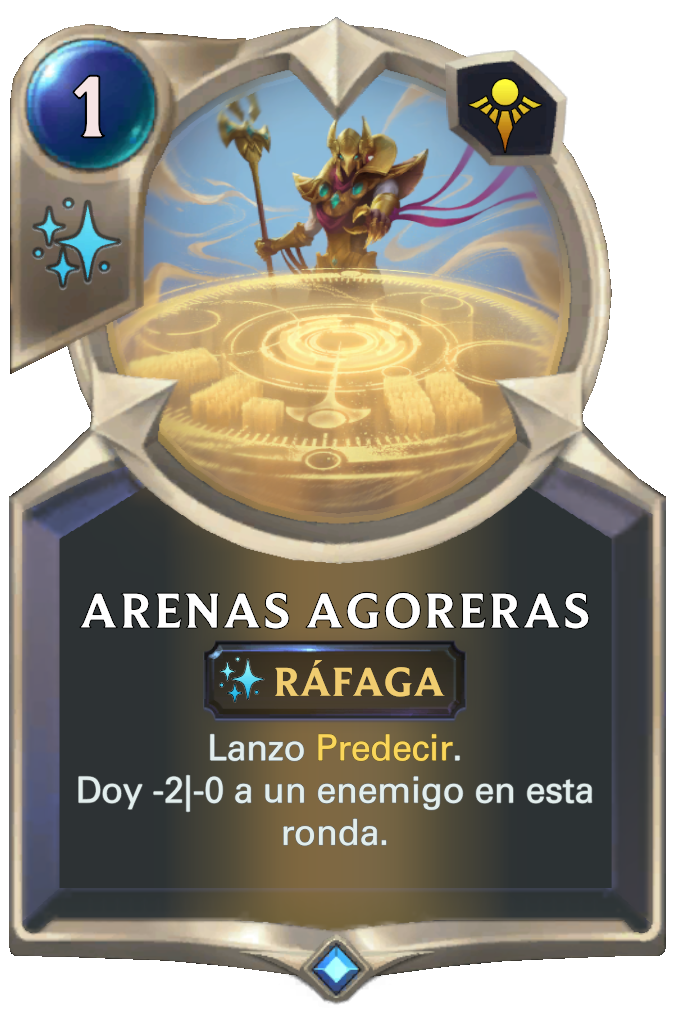 1
ARENAS AGORERAS
RÁFAGA
Lanzo Predecir.
Doy -2|-0 a un enemigo en esta
ronda.